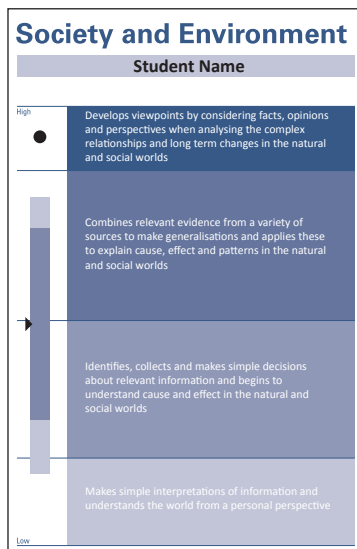 Society and Environment
Student Name
High
Develops viewpoints by considering facts, opinions
and perspectives when analysing the complex
relationships and long term changes in the natural
and social worlds
Combines relevant evidence from a variety of
sources to make generalisations and applies these
to explain cause, effect and patterns in the natural
and social worlds
Identifies, collects and makes simple decisions
about relevant information and begins to
understand cause and effect in the natural and
social worlds
Makes simple interpretations of information and
understands the world from a personal perspective
Low